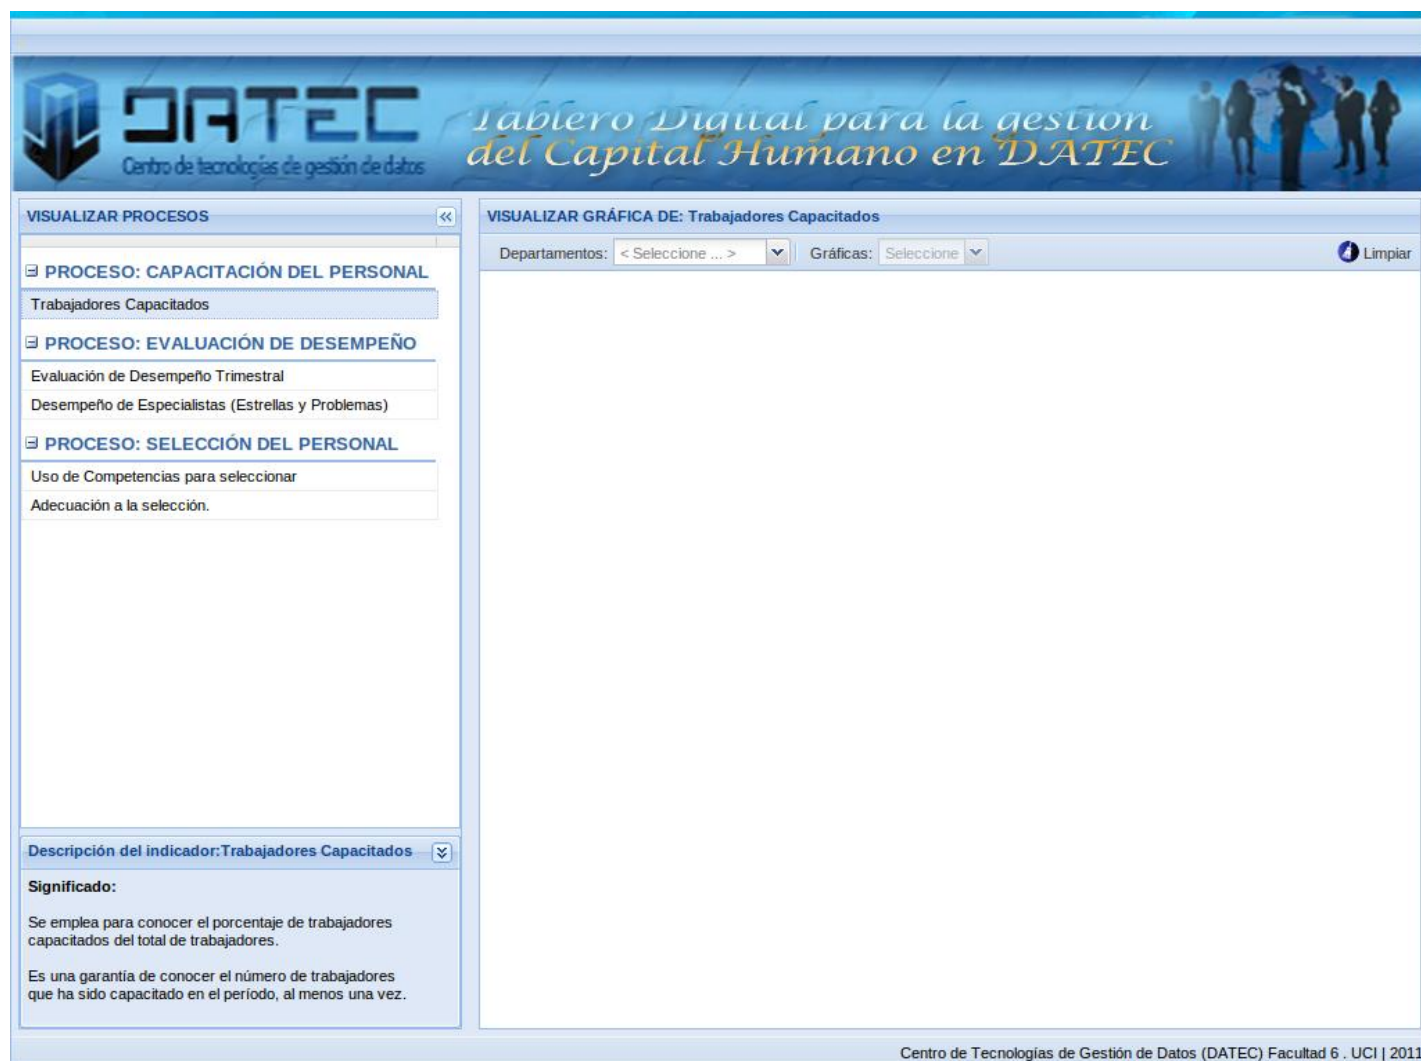 DATEC
Centro de tecnologías de gestión de datos
Tablero Digital para la gestión
del Capital Humano en DATEC
VISUALIZAR PROCESOS
PROCESO: CAPACITACIÓN DEL PERSONAL
Trabajadores Capacitados
PROCESO: EVALUACIÓN DE DESEMPEÑO
Evaluación de Desempeño Trimestral
Desempeño de Especialistas (Estrellas y Problemas)
PROCESO: SELECCIÓN DEL PERSONAL
Uso de Competencias para seleccionar
Adecuación a la selección.
Descripción del indicador:Trabajadores Capacitados
Significado:
Se emplea para conocer el porcentaje de trabajadores
capacitados del total de trabajadores.
Es una garantía de conocer el número de trabajadores
que ha sido capacitado en el período, al menos una vez.
VISUALIZAR GRÁFICA DE: Trabajadores Capacitados
Departamentos: < Seleccione ... > Gráficas: Seleccione Limpiar
Centro de Tecnologías de Gestión de Datos (DATEC) Facultad 6 . UCI | 2011